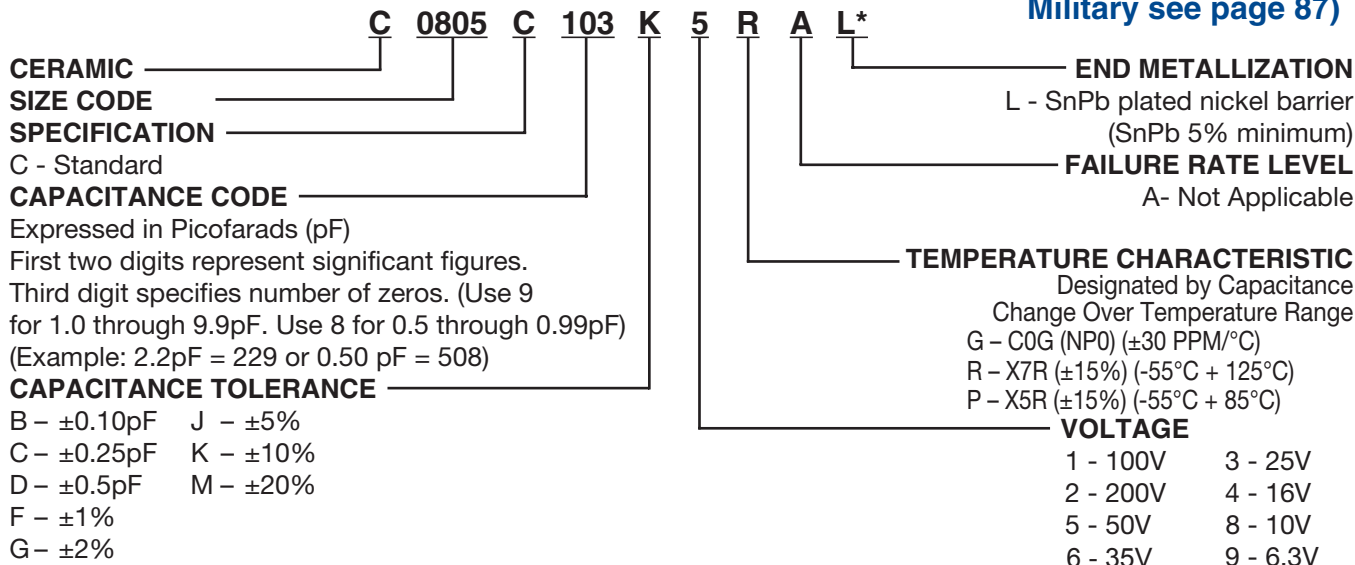 Military see page 87)
C 0805 C 103 K 5 R A L*
CERAMIC
SIZE CODE
SPECIFICATION
C - Standard
CAPACITANCE CODE
Expressed in Picofarads (pF)
First two digits represent significant figures.
Third digit specifies number of zeros. (Use 9
for 1.0 through 9.9pF. Use 8 for 0.5 through 0.99pF)
(Example: 2.2pF = 229 or 0.50 pF = 508)
CAPACITANCE TOLERANCE
B – ±0.10pF J – ±5%
C – ±0.25pF K – ±10%
D – ±0.5pF M – ±20%
F – ±1%
G – ±2%
END METALLIZATION
L - SnPb plated nickel barrier
(SnPb 5% minimum)
FAILURE RATE LEVEL
A- Not Applicable
TEMPERATURE CHARACTERISTIC
Designated by Capacitance
Change Over Temperature Range
G – C0G (NP0) (±30 PPM/°C)
R – X7R (±15%) (-55°C + 125°C)
P – X5R (±15%) (-55°C + 85°C)
VOLTAGE
1 - 100V 3 - 25V
2 - 200V 4 - 16V
5 - 50V 8 - 10V
6 - 35V 9 - 6.3V